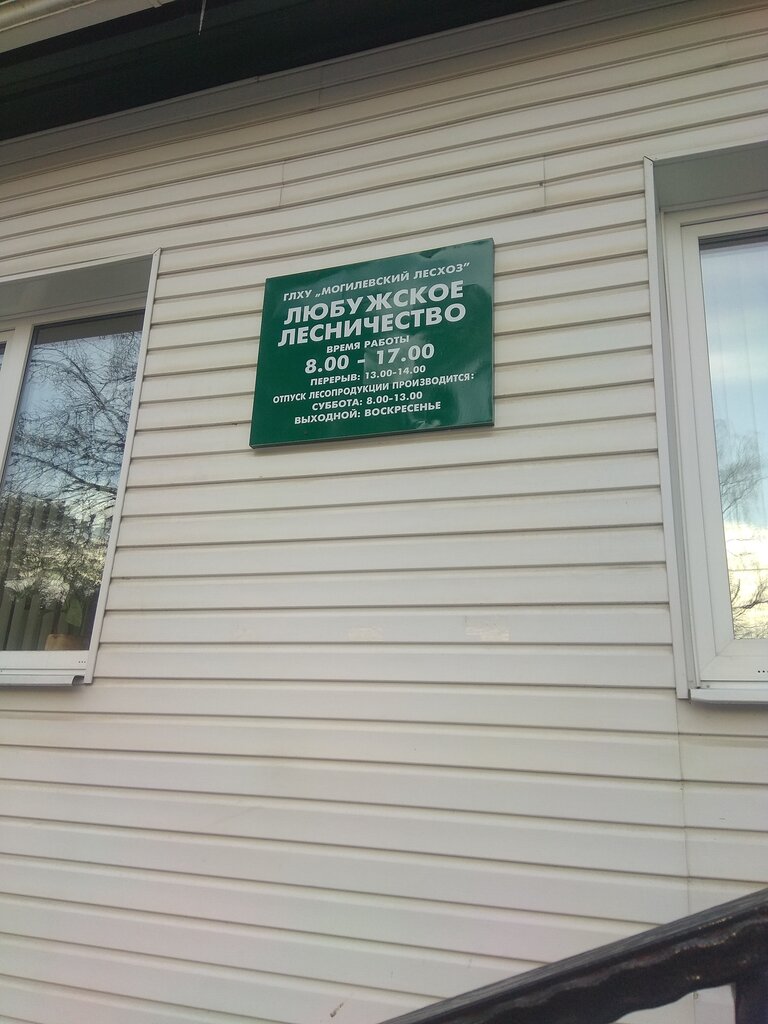 ГЛХУ „МОГИЛЕВСКИЙ ЛЕСХОЗ"
ЛЮБУЖСКОЕ
ЛЕСНИЧЕСТВО
ВРЕМЯ РАБОТЫ
8.00 - 17.00
ПЕРЕРЫВ: 13.00-14.00
ОТПУСК ЛЕСОПРОДУКЦИИ ПРОИЗВОДИТСЯ:
СУББОТА: 8.00-13.00
ВЫХОДНОЙ: ВОСКРЕСЕНЬЕ